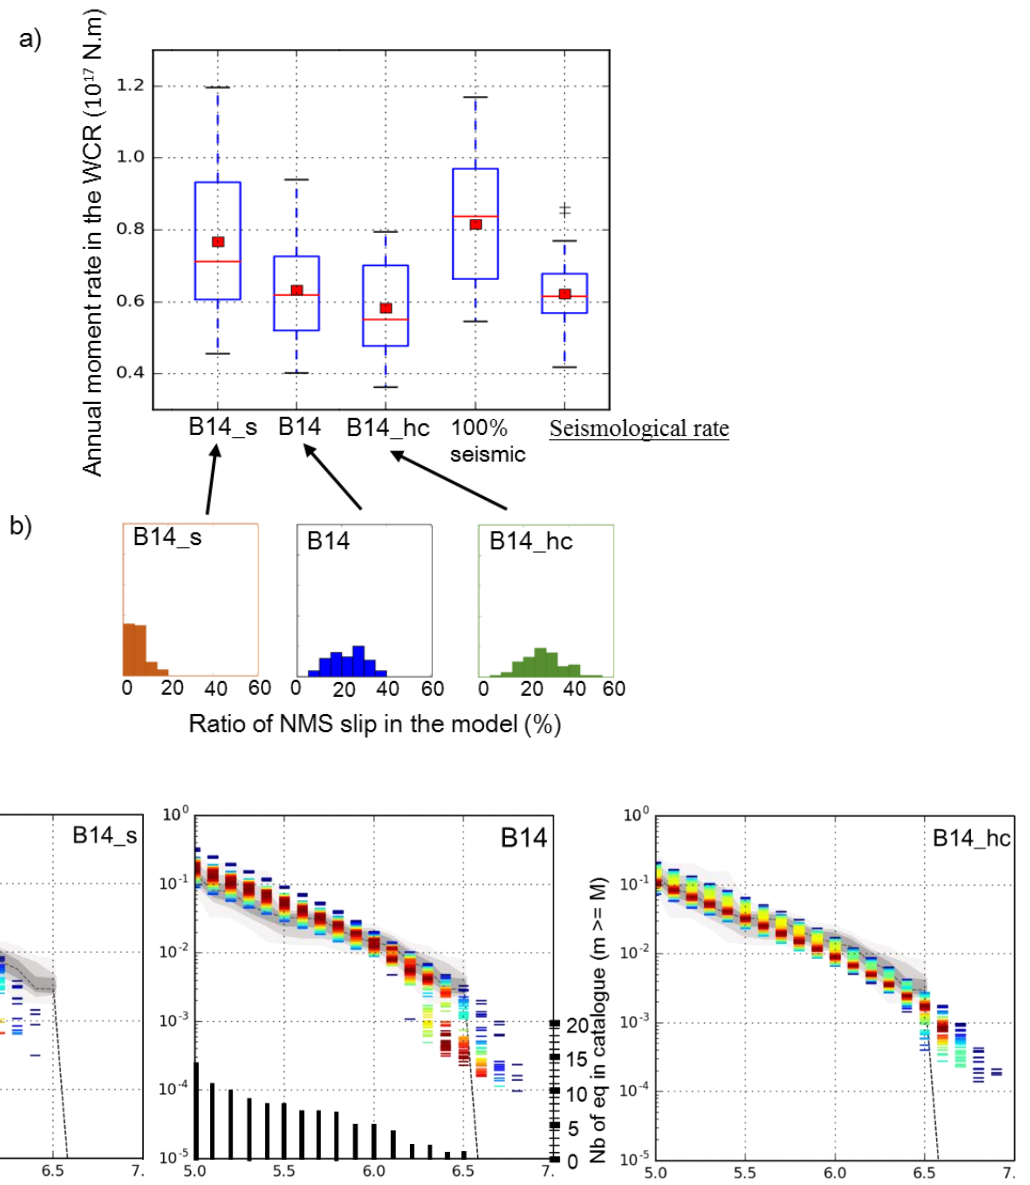 a)
Annual moment rate in the WCR (10¹⁷ N.m)
1.2
1.0
0.8
0.6
0.4
B14_s B14 B14_hc 100% seismic Seismological rate
b)
B14_s B14 B14_hc
0 20 40 60 0 20 40 60 0 20 40 60
Ratio of NMS slip in the model (%)
B14_s
6.5 7.
B14
10⁰
10⁻¹
10⁻²
10⁻³
10⁻⁴
10⁻⁵
5.0 5.5 6.0 6.5 7.
20
15
10
5
0
Nb of eq in catalogue (m >= M)
B14_hc
10⁰
10⁻¹
10⁻²
10⁻³
10⁻⁴
10⁻⁵
5.0 5.5 6.0 6.5 7.0